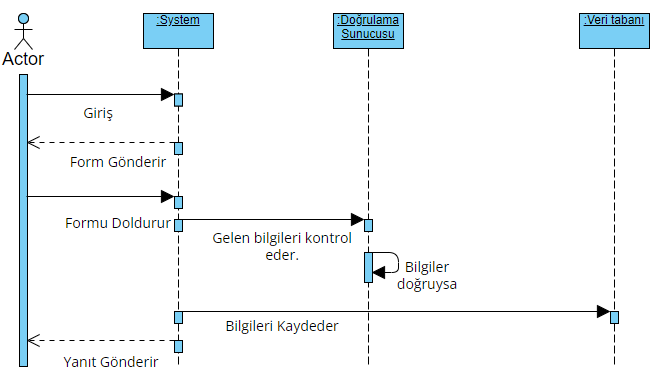 Actor
:System
:Doğrulama
Sunucusu
:Veri tabanı
Giriş
Form Gönderir
Formu Doldurur
Gelen bilgileri kontrol
eder.
Bilgiler
doğruysa
Bilgileri Kaydeder
Yanıt Gönderir